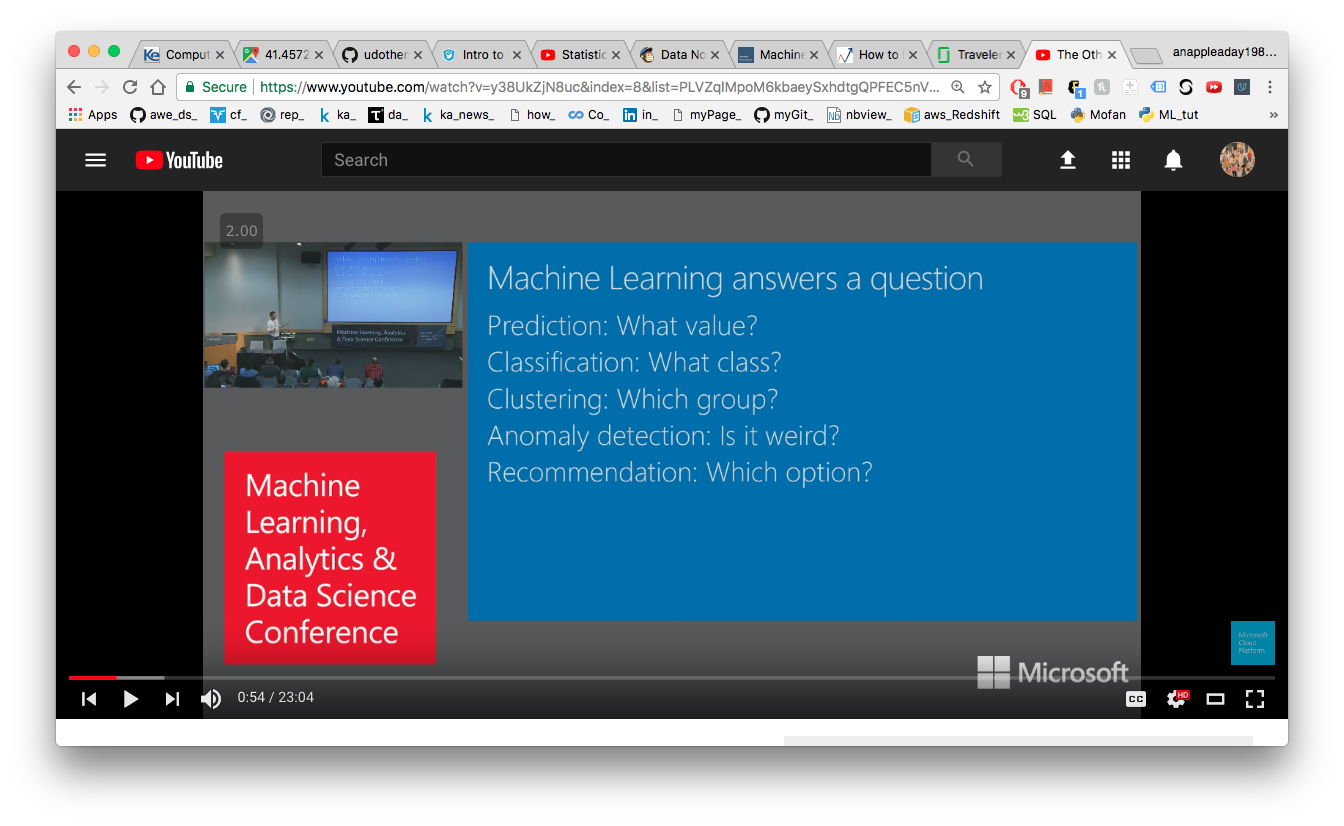 Ke Comput
41.4572
udother
Intro to
Statistic
Data No
Machine
How to
Traveler
The Oth
anappleaday198...
Secure https://www.youtube.com/watch?v=y38UkZjN8uc&index=8&list=PLVZqlMpoM6kbaeySxhdtgQPFEC5nV...
9
1
Apps awe_ds_ cf_ rep_ ka_ da_ ka_news_ how_ Co_ in_ myPage_ myGit_ nbview_ aws_Redshift SQL Mofan ML_tut »
YouTube
Search
2.00
Machine Learning answers a question
Prediction: What value?
Classification: What class?
Clustering: Which group?
Anomaly detection: Is it weird?
Recommendation: Which option?
Machine Learning, Analytics
& Data Science Conference
Machine
Learning,
Analytics &
Data Science
Conference
Microsoft
Cloud
Platform
Microsoft
0:54 / 23:04
CC
HD